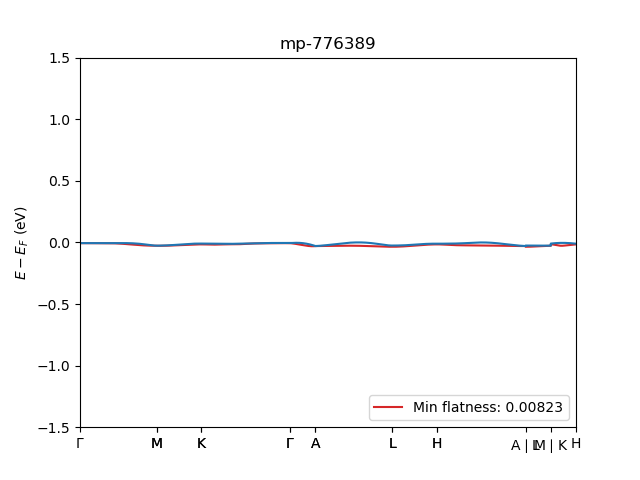 mp-776389
E − E_F (eV)
1.5
1.0
0.5
0.0
−0.5
−1.0
−1.5
Min flatness: 0.00823
Γ M K Γ A L H A | L M | K H